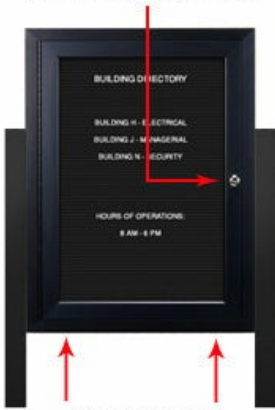 BUILDING DIRECTORY
BUILDING H - ELECTRICAL
BUILDING J - MANAGERIAL
BUILDING N - SECURITY
HOURS OF OPERATIONS:
8 AM - 6 PM